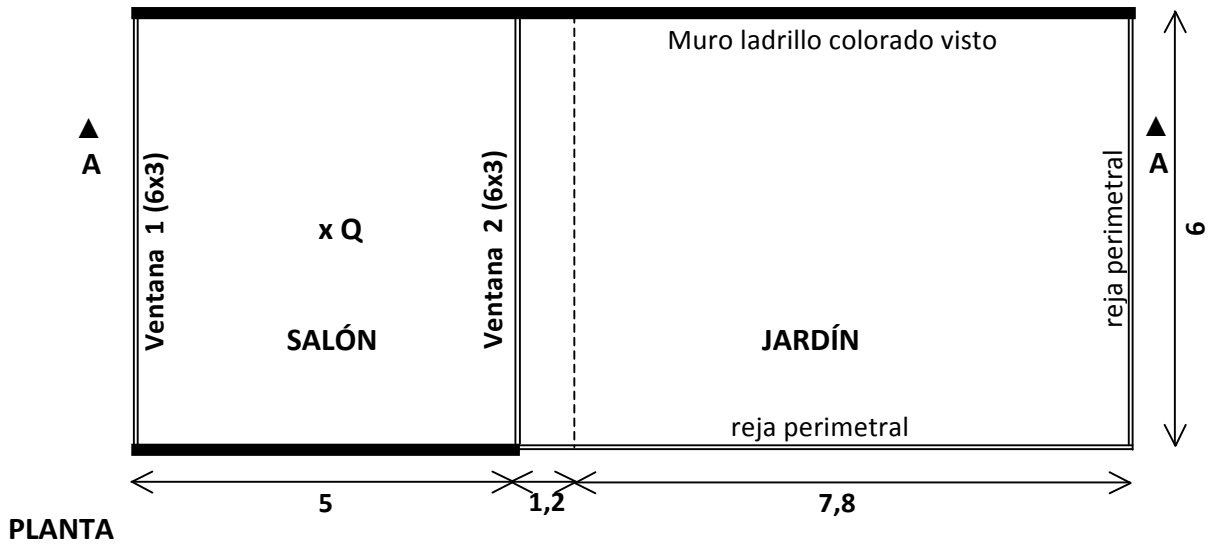 Muro ladrillo colorado visto
▲
A
Ventana 1 (6x3)
x Q
SALÓN
Ventana 2 (6x3)
JARDÍN
reja perimetral
▲
A
6
reja perimetral
5
1,2
7,8
PLANTA